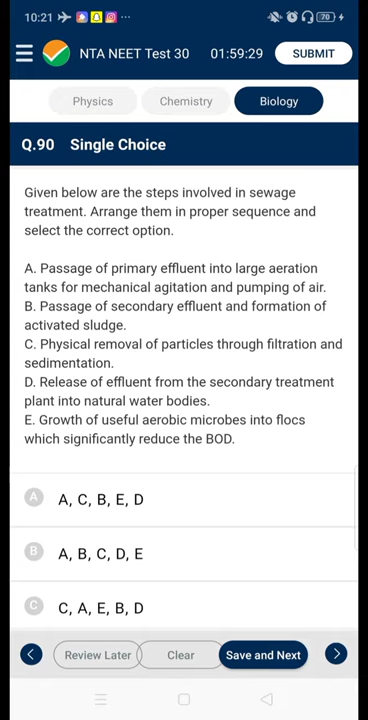 10:21 70
NTA NEET Test 30 01:59:29 SUBMIT
Physics Chemistry Biology
Q.90 Single Choice
Given below are the steps involved in sewage
treatment. Arrange them in proper sequence and
select the correct option.
A. Passage of primary effluent into large aeration
tanks for mechanical agitation and pumping of air.
B. Passage of secondary effluent and formation of
activated sludge.
C. Physical removal of particles through filtration and
sedimentation.
D. Release of effluent from the secondary treatment
plant into natural water bodies.
E. Growth of useful aerobic microbes into flocs
which significantly reduce the BOD.
A A, C, B, E, D
B A, B, C, D, E
C C, A, E, B, D
Review Later Clear Save and Next